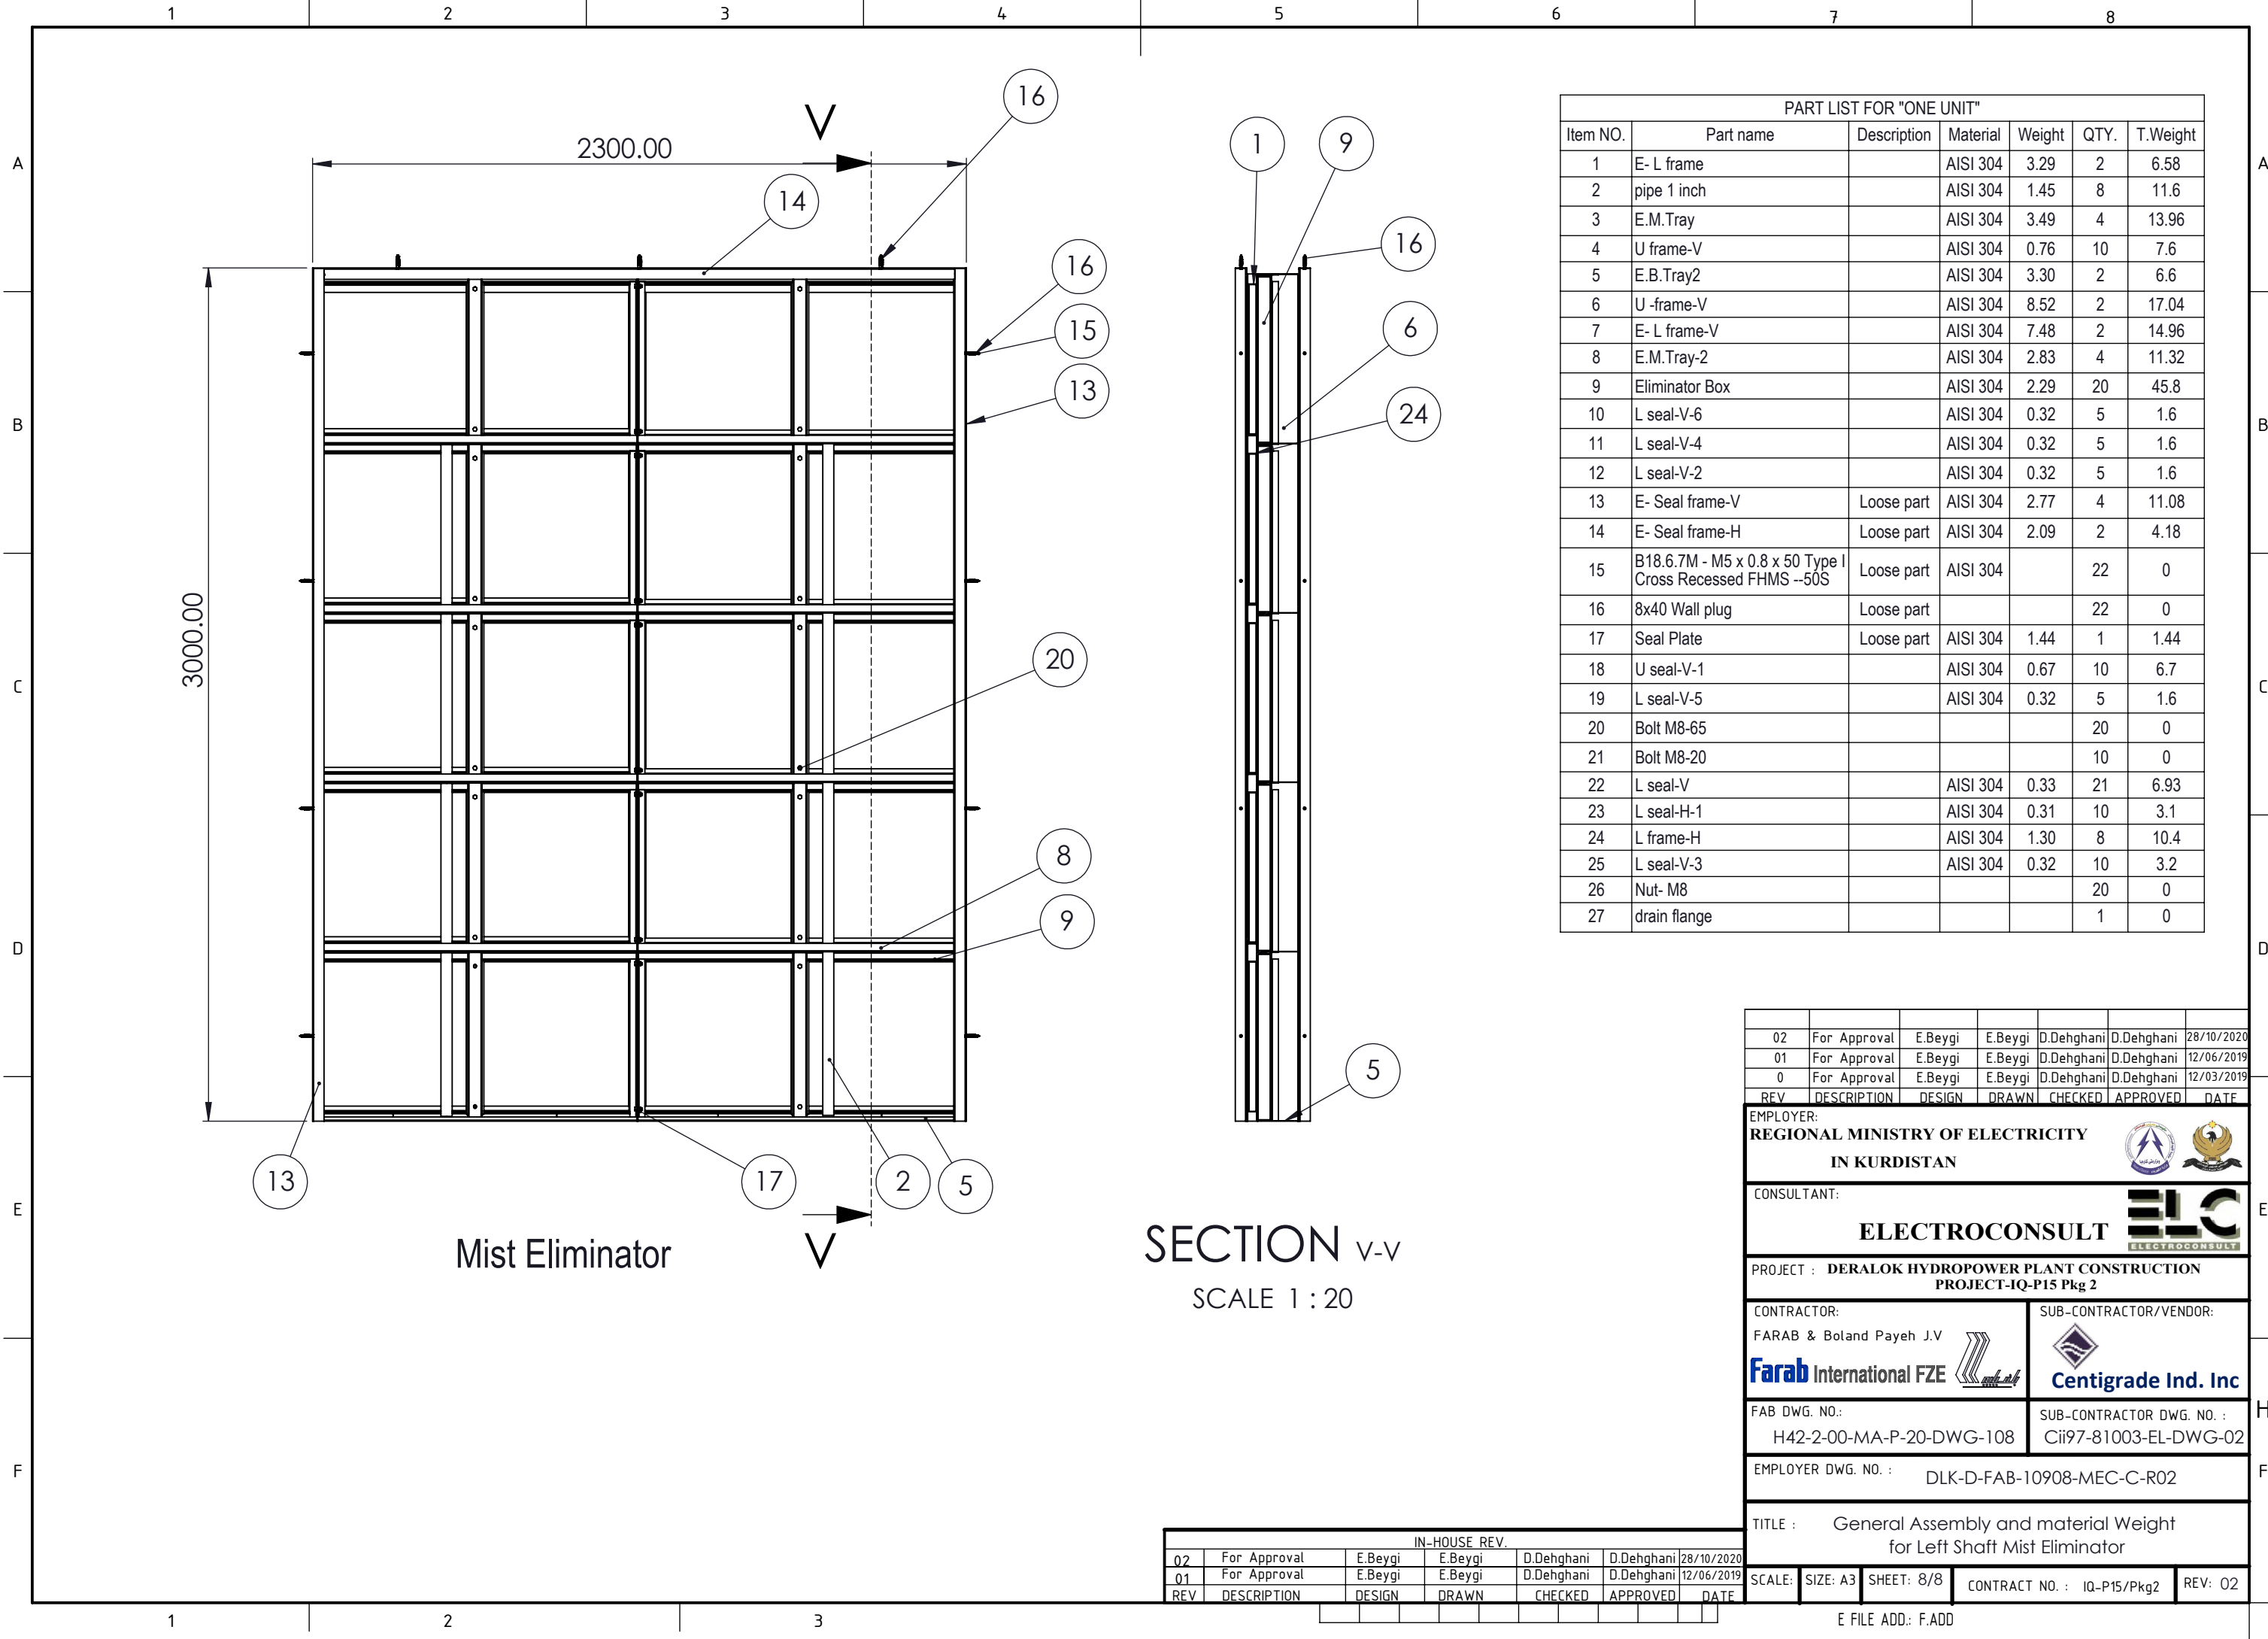 1 2 3 4 5 6 7 8
A B C D E F
A B C D E H F
V
2300.00
3000.00
16
14
16
15
13
20
8
9
13
17
2
5
V
Mist Eliminator
1
9
16
6
24
5
SECTION V-V
SCALE 1 : 20
PART LIST FOR "ONE UNIT"
Item NO. Part name Description Material Weight QTY. T.Weight
1 E- L frame AISI 304 3.29 2 6.58
2 pipe 1 inch AISI 304 1.45 8 11.6
3 E.M.Tray AISI 304 3.49 4 13.96
4 U frame-V AISI 304 0.76 10 7.6
5 E.B.Tray2 AISI 304 3.30 2 6.6
6 U -frame-V AISI 304 8.52 2 17.04
7 E- L frame-V AISI 304 7.48 2 14.96
8 E.M.Tray-2 AISI 304 2.83 4 11.32
9 Eliminator Box AISI 304 2.29 20 45.8
10 L seal-V-6 AISI 304 0.32 5 1.6
11 L seal-V-4 AISI 304 0.32 5 1.6
12 L seal-V-2 AISI 304 0.32 5 1.6
13 E- Seal frame-V Loose part AISI 304 2.77 4 11.08
14 E- Seal frame-H Loose part AISI 304 2.09 2 4.18
15 B18.6.7M - M5 x 0.8 x 50 Type I Loose part AISI 304 22 0
Cross Recessed FHMS --50S
16 8x40 Wall plug Loose part 22 0
17 Seal Plate Loose part AISI 304 1.44 1 1.44
18 U seal-V-1 AISI 304 0.67 10 6.7
19 L seal-V-5 AISI 304 0.32 5 1.6
20 Bolt M8-65 20 0
21 Bolt M8-20 10 0
22 L seal-V AISI 304 0.33 21 6.93
23 L seal-H-1 AISI 304 0.31 10 3.1
24 L frame-H AISI 304 1.30 8 10.4
25 L seal-V-3 AISI 304 0.32 10 3.2
26 Nut- M8 20 0
27 drain flange 1 0
02 For Approval E.Beygi E.Beygi D.Dehghani D.Dehghani 28/10/2020
01 For Approval E.Beygi E.Beygi D.Dehghani D.Dehghani 12/06/2019
0 For Approval E.Beygi E.Beygi D.Dehghani D.Dehghani 12/03/2019
REV DESCRIPTION DESIGN DRAWN CHECKED APPROVED DATE
EMPLOYER:
REGIONAL MINISTRY OF ELECTRICITY
IN KURDISTAN
CONSULTANT:
ELECTROCONSULT
ELC
ELECTROCONSULT
PROJECT : DERALOK HYDROPOWER PLANT CONSTRUCTION
PROJECT-IQ-P15 Pkg 2
CONTRACTOR:
FARAB & Boland Payeh J.V
Farab International FZE
SUB-CONTRACTOR/VENDOR:
Centigrade Ind. Inc
FAB DWG. NO.:
H42-2-00-MA-P-20-DWG-108
SUB-CONTRACTOR DWG. NO. :
Cii97-81003-EL-DWG-02
EMPLOYER DWG. NO. : DLK-D-FAB-10908-MEC-C-R02
TITLE : General Assembly and material Weight
for Left Shaft Mist Eliminator
SCALE: SIZE: A3 SHEET: 8/8 CONTRACT NO. : IQ-P15/Pkg2 REV: 02
IN-HOUSE REV.
02 For Approval E.Beygi E.Beygi D.Dehghani D.Dehghani 28/10/2020
01 For Approval E.Beygi E.Beygi D.Dehghani D.Dehghani 12/06/2019
REV DESCRIPTION DESIGN DRAWN CHECKED APPROVED DATE
1 2 3
E FILE ADD.: F.ADD